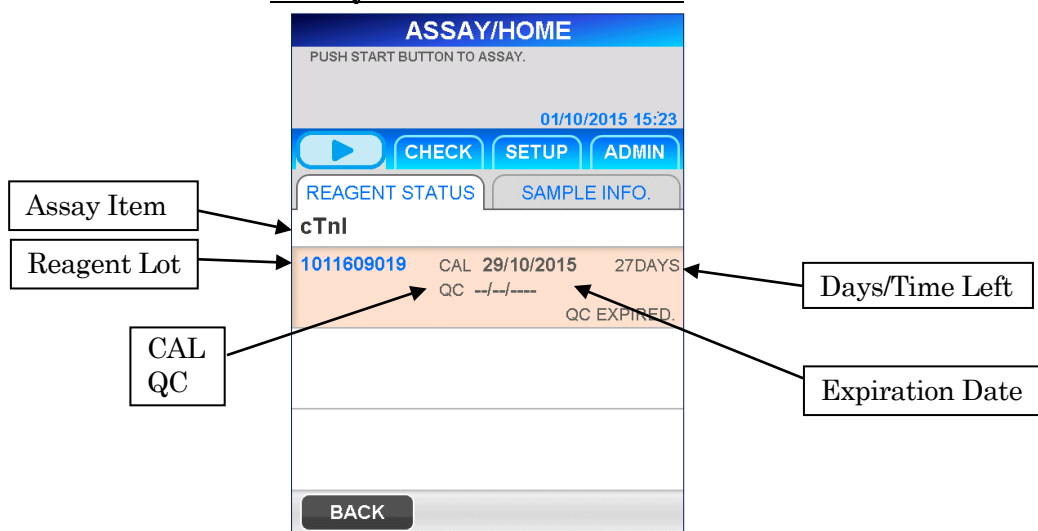 ASSAY/HOME
PUSH START BUTTON TO ASSAY.
01/10/2015 15:23
CHECK SETUP ADMIN
REAGENT STATUS SAMPLE INFO.
Assay Item
cTnI
Reagent Lot
1011609019 CAL 29/10/2015 27DAYS
QC --/--/----
QC EXPIRED.
Days/Time Left
CAL
QC
Expiration Date
BACK